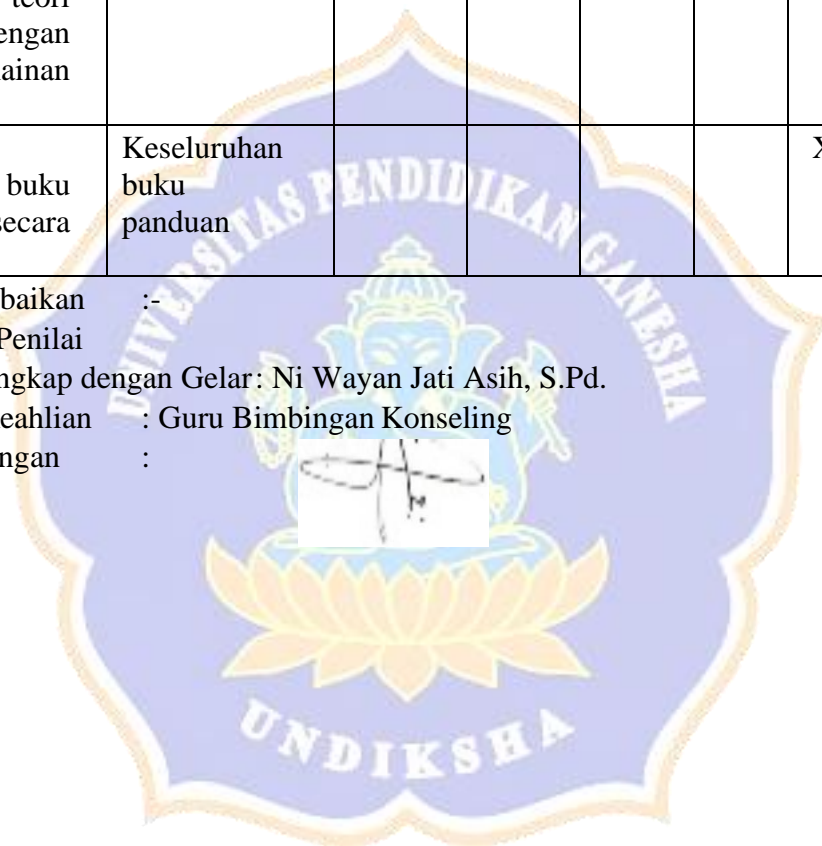 teori
engan
ainan
buku
secara
Keseluruhan
buku
panduan
X
baikan :-
Penilai
ngkap dengan Gelar: Ni Wayan Jati Asih, S.Pd.
eahlian : Guru Bimbingan Konseling
ngan :
UNIVERSITAS PENDIDIKAN GANESHA
UNDIKSHA